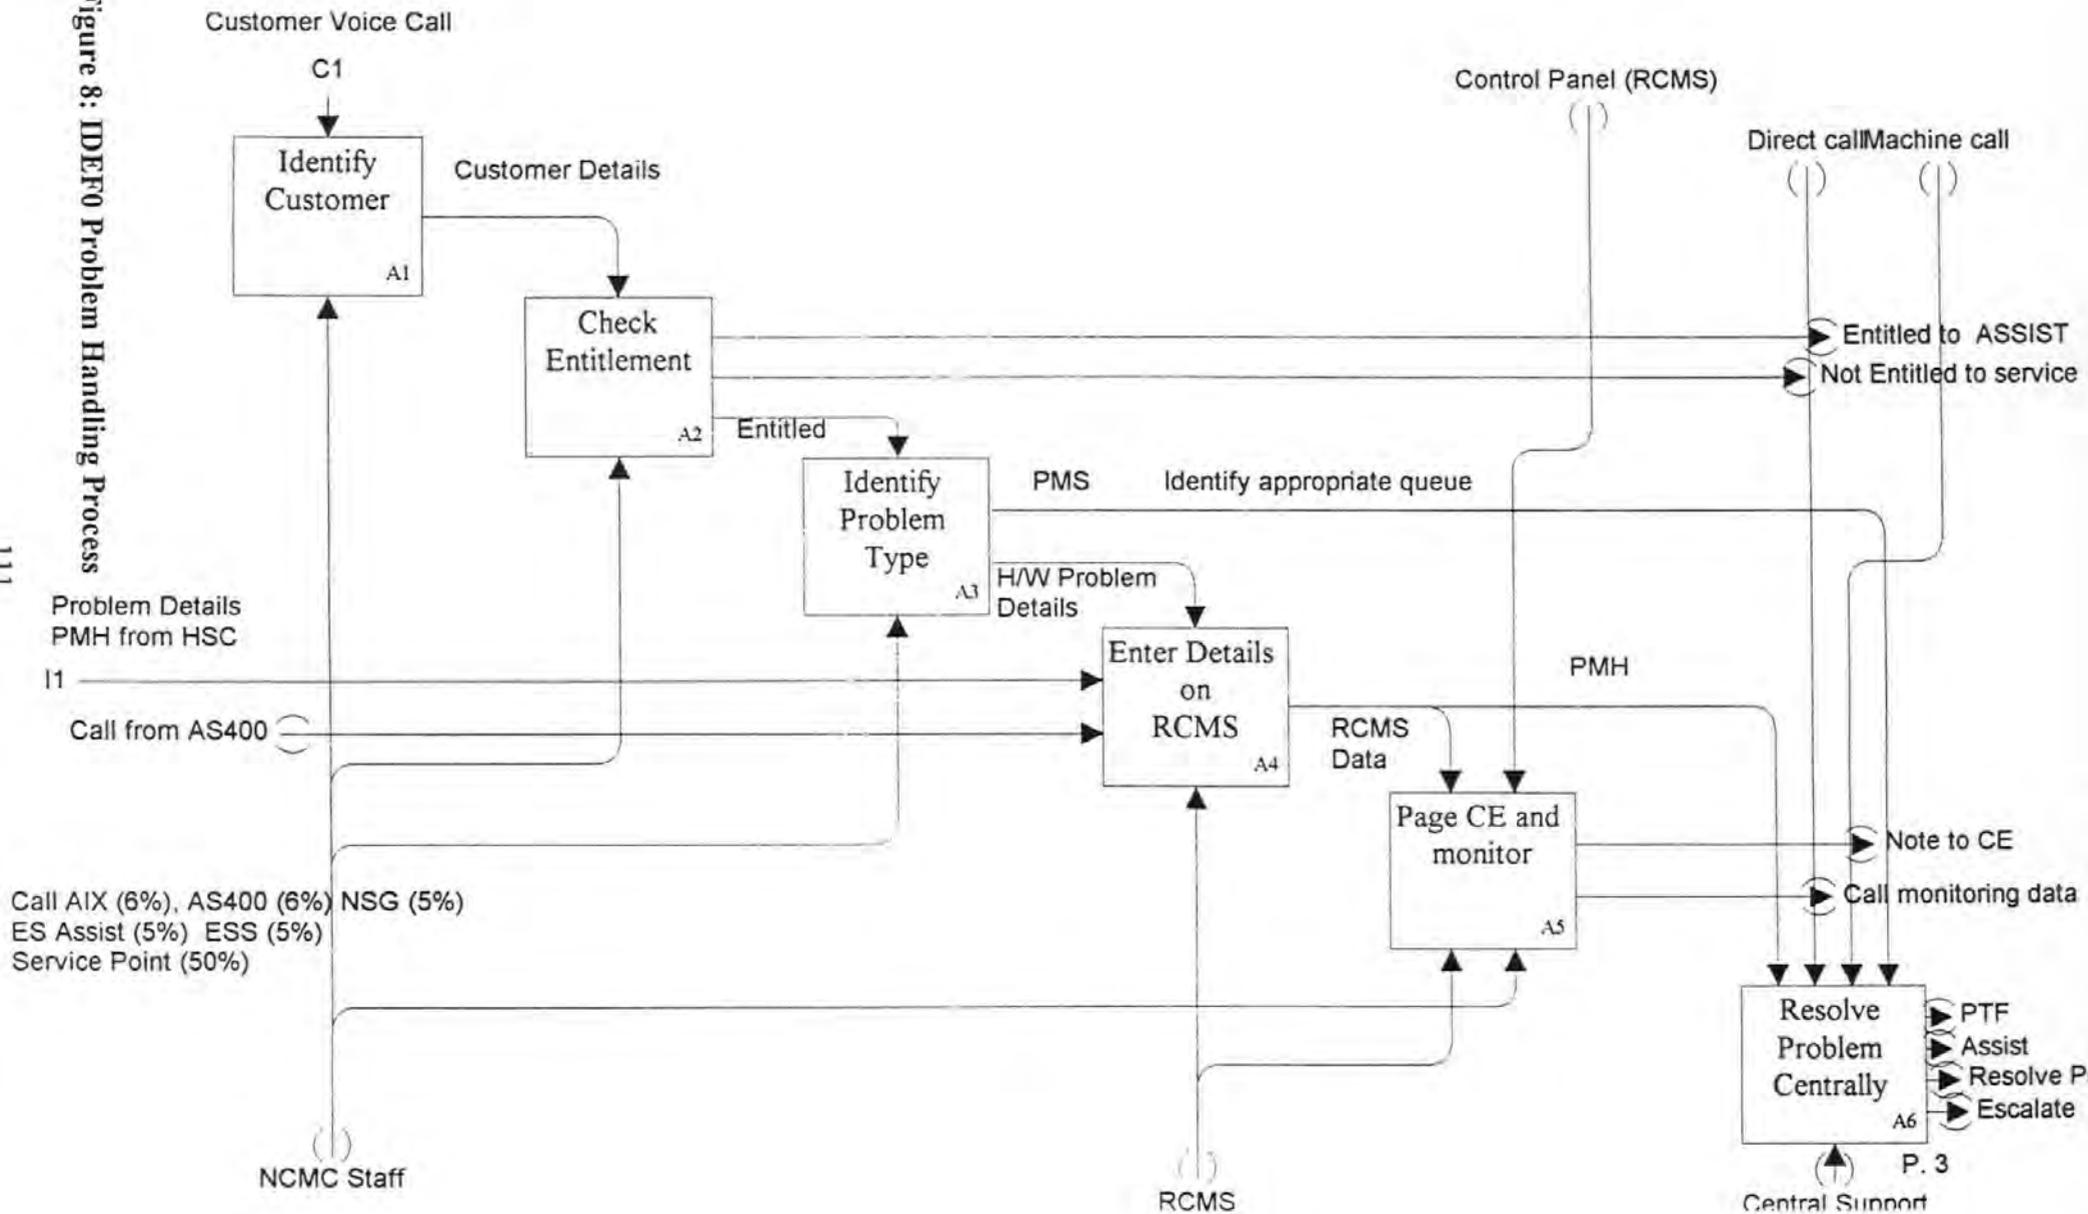 Figure 8: IDEF0 Problem Handling Process
111
Customer Voice Call
C1
Identify
Customer
A1
Customer Details
Control Panel (RCMS)
Direct call
Machine call
Check
Entitlement
A2
Entitled to ASSIST
Not Entitled to service
Entitled
Identify
Problem
Type
A3
PMS
Identify appropriate queue
H/W Problem
Details
Problem Details
PMH from HSC
I1
Call from AS400
Enter Details
on
RCMS
A4
PMH
RCMS
Data
Page CE and
monitor
A5
Note to CE
Call monitoring data
Call AIX (6%), AS400 (6%) NSG (5%)
ES Assist (5%) ESS (5%)
Service Point (50%)
Resolve
Problem
Centrally
A6
PTF
Assist
Resolve P
Escalate
P. 3
NCMC Staff
RCMS
Central Support